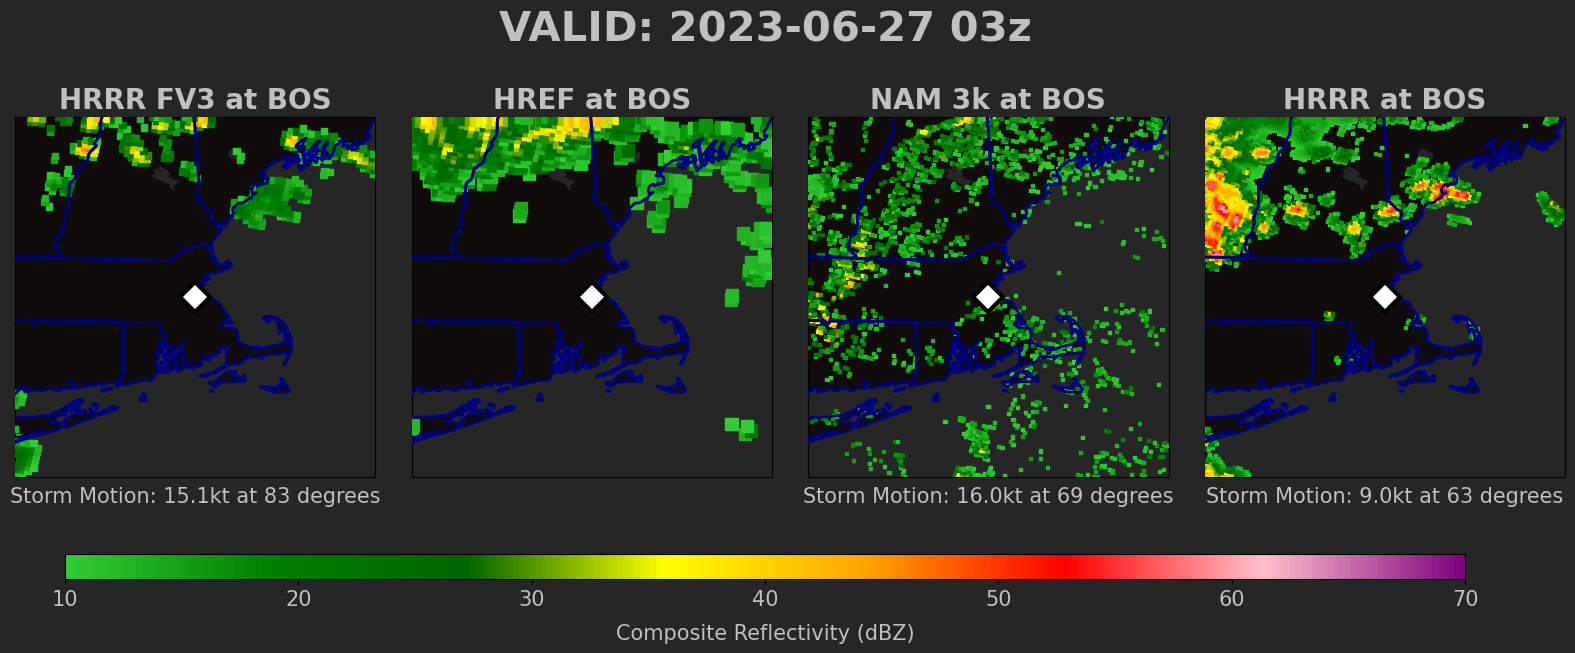 VALID: 2023-06-27 03z
HRRR FV3 at BOS
HREF at BOS
NAM 3k at BOS
HRRR at BOS
Storm Motion: 15.1kt at 83 degrees
Storm Motion: 16.0kt at 69 degrees
Storm Motion: 9.0kt at 63 degrees
10 20 30 40 50 60 70
Composite Reflectivity (dBZ)